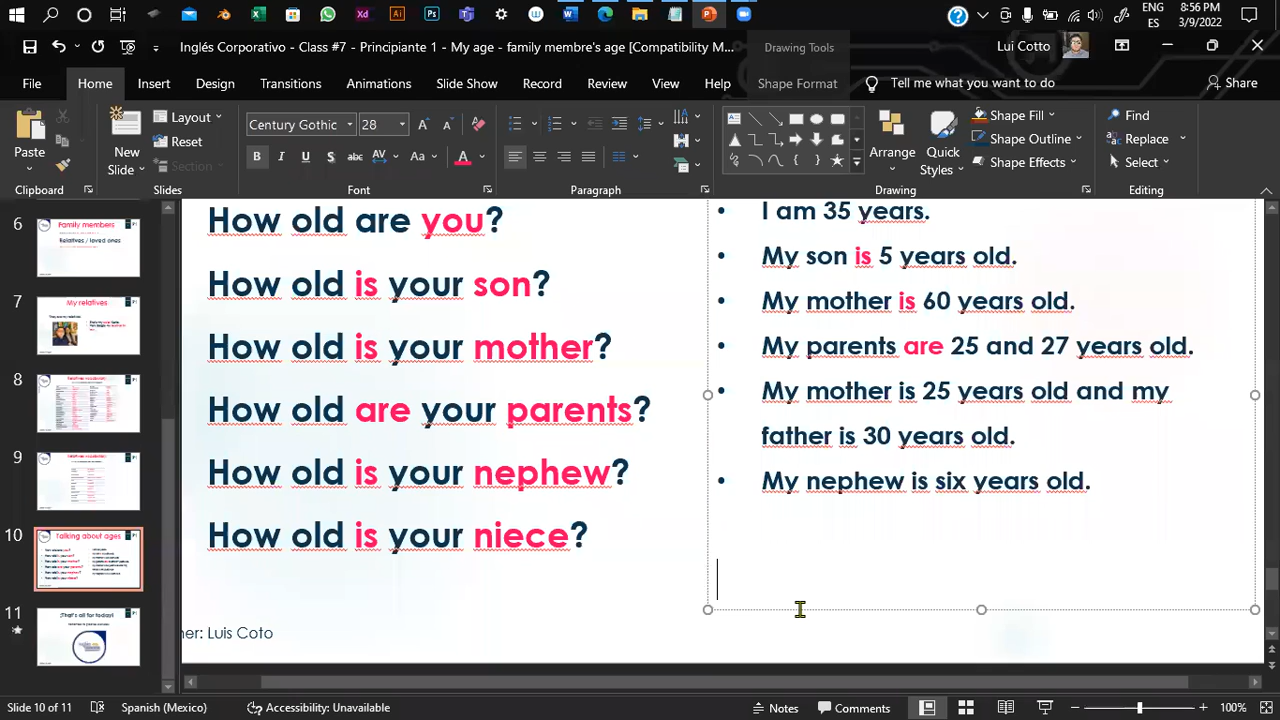 ENG
ES
8:56 PM
3/9/2022
Inglés Corporativo - Class #7 - Principiante 1 - My age - family membre's age [Compatibility M...
Drawing Tools
Lui Cotto
File
Home
Insert
Design
Transitions
Animations
Slide Show
Record
Review
View
Help
Shape Format
Tell me what you want to do
Share
Paste
New
Slide
Layout
Reset
Section
Century Gothic
28
Arrange
Quick
Styles
Shape Fill
Shape Outline
Shape Effects
Find
Replace
Select
Clipboard
Slides
Font
Paragraph
Drawing
Editing
6
Family members
Relatives / loved ones
7
My relatives
8
9
10
Talking about ages
11
¡That's all for today!
How old are you?
How old is your son?
How old is your mother?
How old are your parents?
How old is your nephew?
How old is your niece?
• I am 35 years.
• My son is 5 years old.
• My mother is 60 years old.
• My parents are 25 and 27 years old.
• My mother is 25 years old and my
father is 30 years old.
• My nephew is six years old.
her: Luis Coto
Slide 10 of 11
Spanish (Mexico)
Accessibility: Unavailable
Notes
Comments
100%